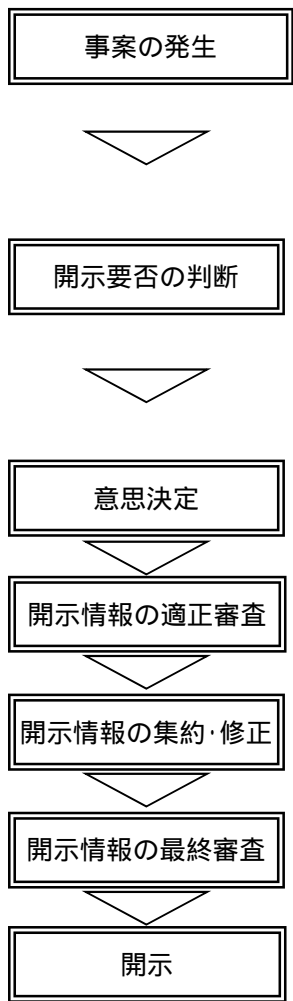 事案の発生
開示要否の判断
意思決定
開示情報の適正審査
開示情報の集約･修正
開示情報の最終審査
開示